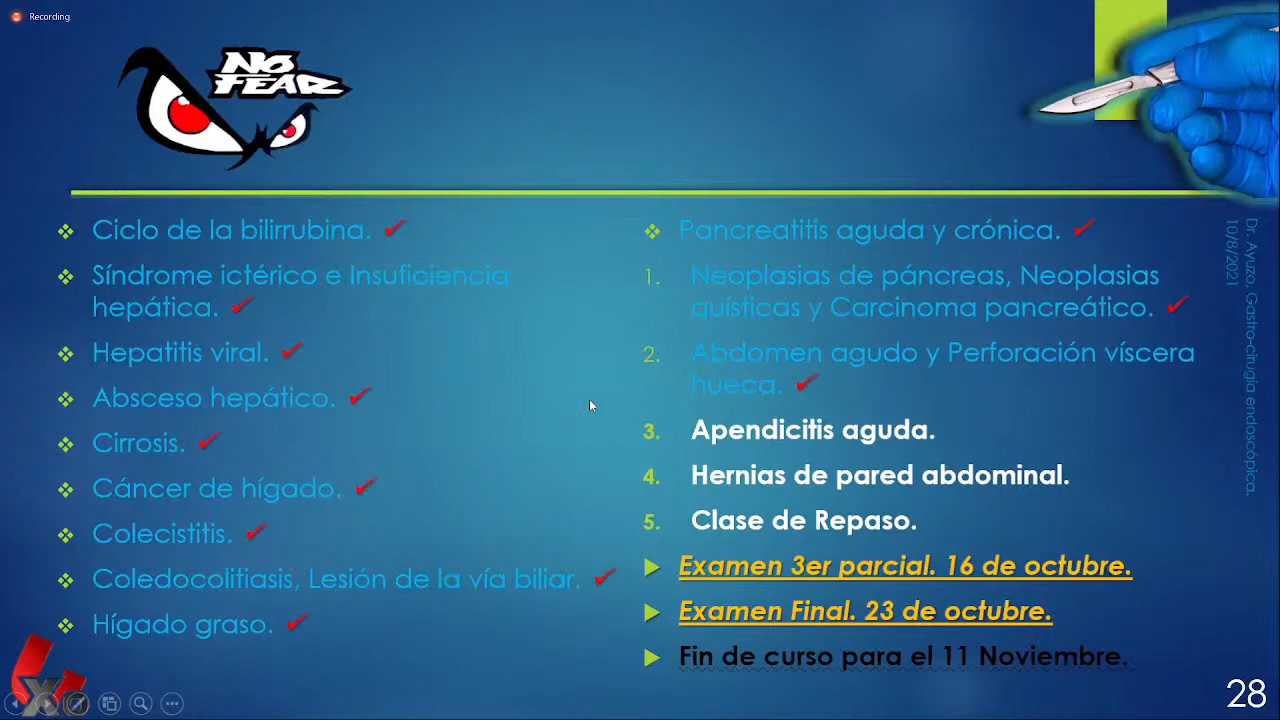 Recording
NO
FEAR
Ciclo de la bilirrubina.
Síndrome ictérico e Insuficiencia
hepática.
Hepatitis viral.
Absceso hepático.
Cirrosis.
Cáncer de hígado.
Colecistitis.
Coledocolitiasis, Lesión de la vía biliar.
Hígado graso.
Pancreatitis aguda y crónica.
1. Neoplasias de páncreas, Neoplasias
quísticas y Carcinoma pancreático.
2. Abdomen agudo y Perforación víscera
hueca.
3. Apendicitis aguda.
4. Hernias de pared abdominal.
5. Clase de Repaso.
Examen 3er parcial. 16 de octubre.
Examen Final. 23 de octubre.
Fin de curso para el 11 Noviembre.
Dr. Ayuzo, Gastro-cirugía endoscópica.
10/8/2021
28